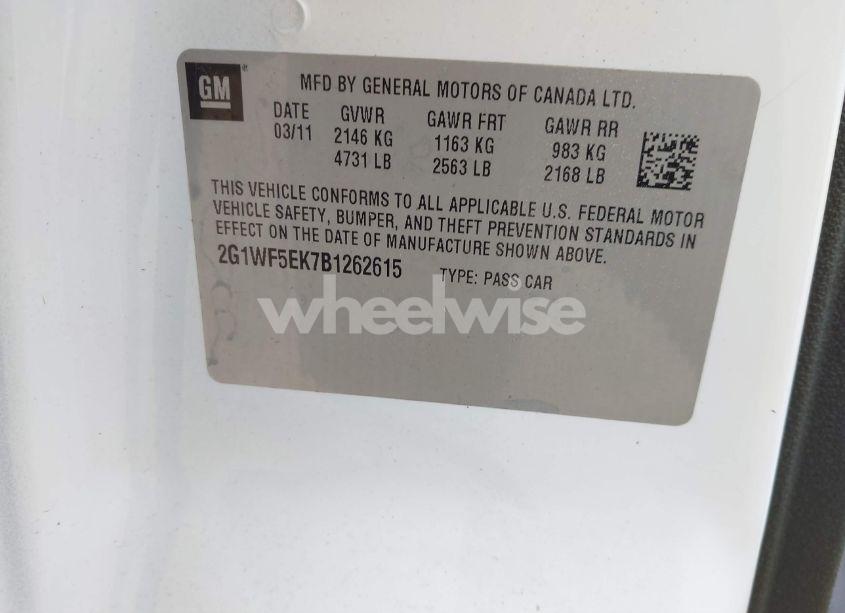 GM
MFD BY GENERAL MOTORS OF CANADA LTD.
DATE GVWR GAWR FRT GAWR RR
03/11 2146 KG 1163 KG 983 KG
4731 LB 2563 LB 2168 LB
THIS VEHICLE CONFORMS TO ALL APPLICABLE U.S. FEDERAL MOTOR
VEHICLE SAFETY, BUMPER, AND THEFT PREVENTION STANDARDS IN
EFFECT ON THE DATE OF MANUFACTURE SHOWN ABOVE.
2G1WF5EK7B1262615 TYPE: PASS CAR
wheelwise